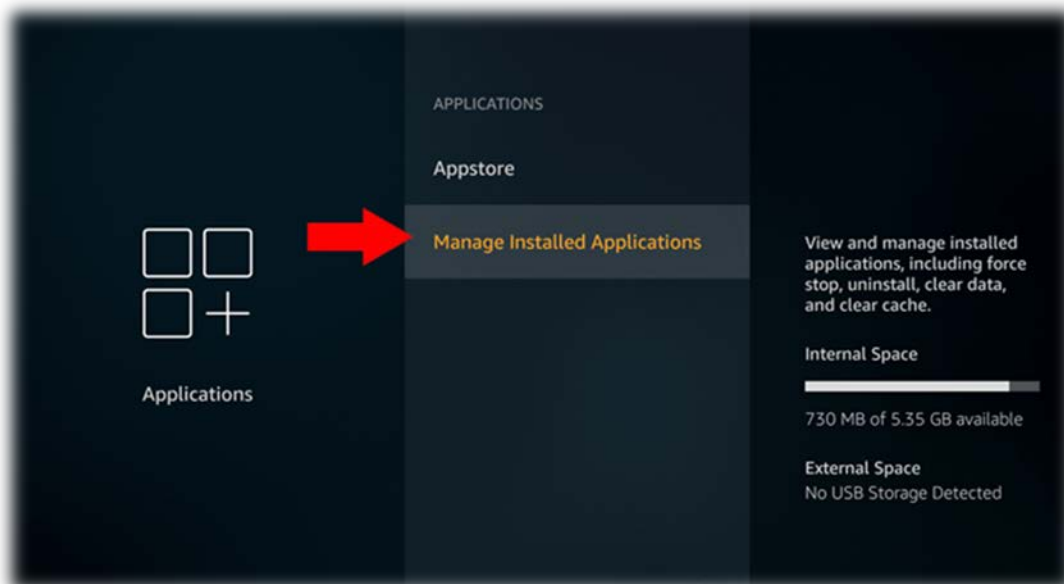 APPLICATIONS
Appstore
Manage Installed Applications
Applications
View and manage installed
applications, including force
stop, uninstall, clear data,
and clear cache.
Internal Space
730 MB of 5.35 GB available
External Space
No USB Storage Detected